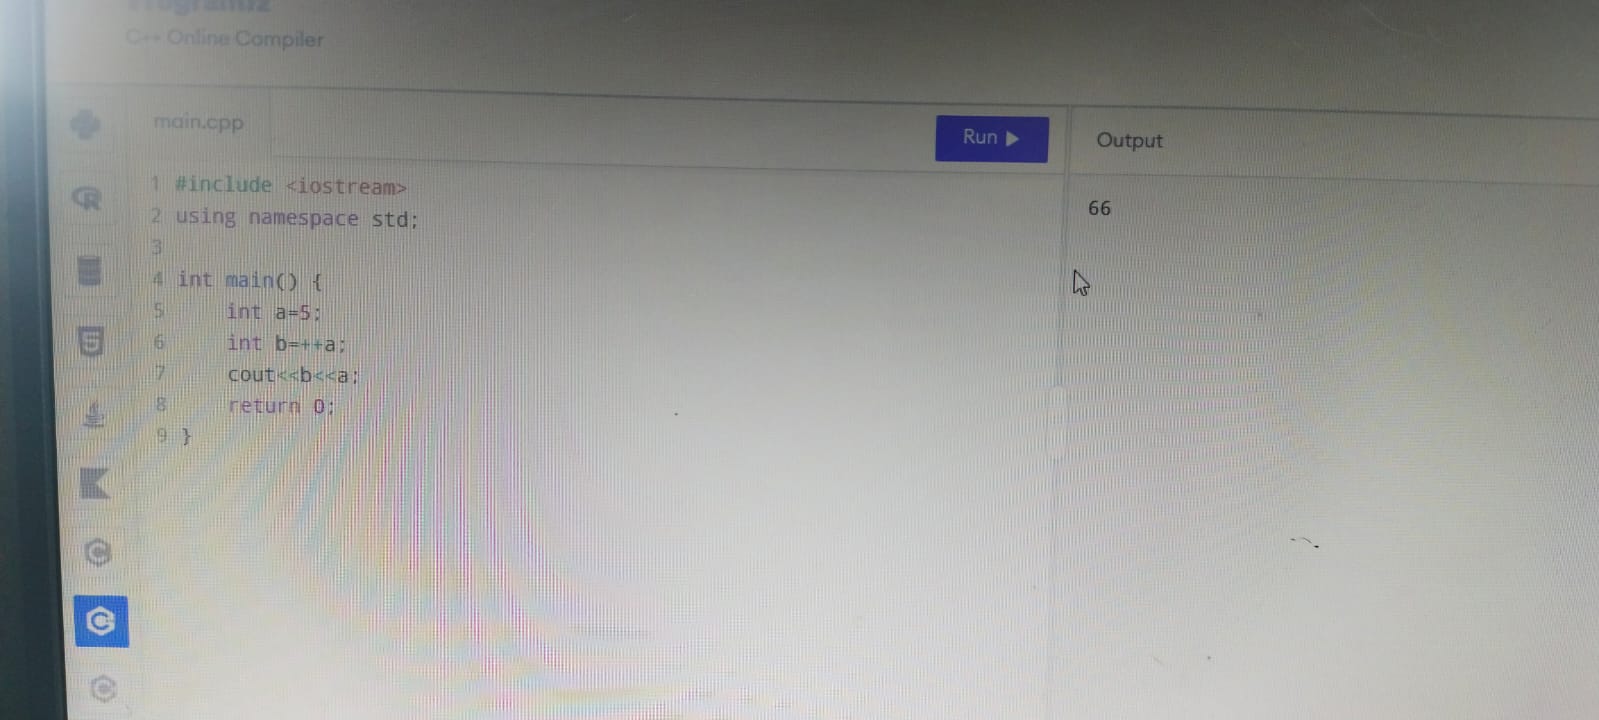 Programiz
C++ Online Compiler
main.cpp
Run
Output
1 #include <iostream>
2 using namespace std;
3
4 int main() {
5 int a=5;
6 int b=++a;
7 cout<<b<<a;
8 return 0;
9 }
66